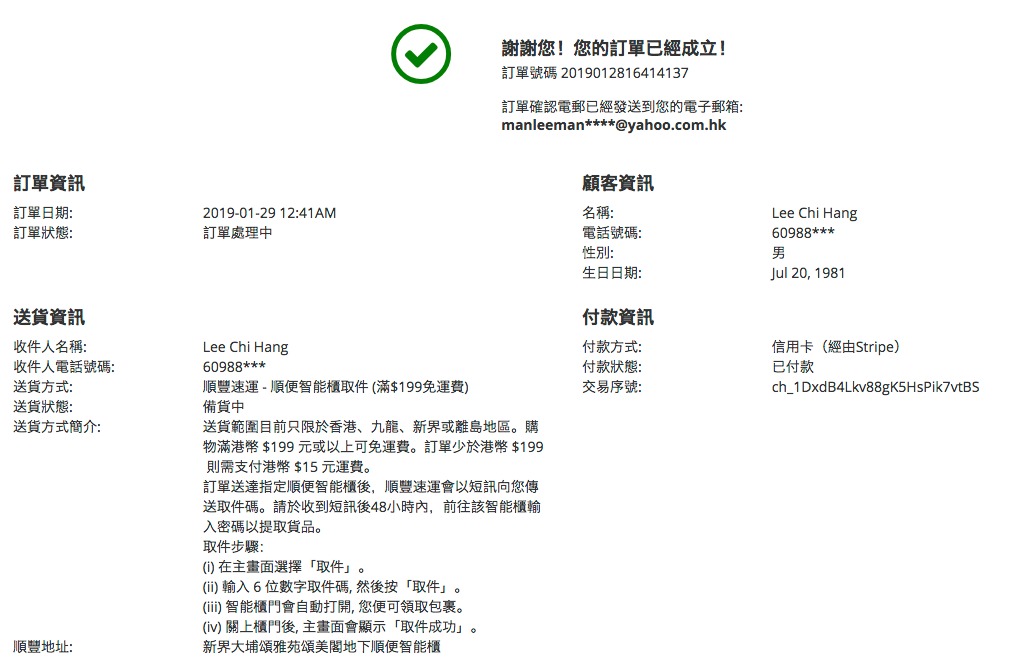 謝謝您！您的訂單已經成立！
訂單號碼 2019012816414137
訂單確認電郵已經發送到您的電子郵箱:
manleeman****@yahoo.com.hk
訂單資訊
訂單日期: 2019-01-29 12:41AM
訂單狀態: 訂單處理中
顧客資訊
名稱: Lee Chi Hang
電話號碼: 60988***
性別: 男
生日日期: Jul 20, 1981
送貨資訊
收件人名稱: Lee Chi Hang
收件人電話號碼: 60988***
送貨方式: 順豐速運 - 順便智能櫃取件 (滿$199免運費)
送貨狀態: 備貨中
送貨方式簡介: 送貨範圍目前只限於香港、九龍、新界或離島地區。購
物滿港幣 $199 元或以上可免運費。訂單少於港幣 $199
則需支付港幣 $15 元運費。
訂單送達指定順便智能櫃後，順豐速運會以短訊向您傳
送取件碼。請於收到短訊後48小時內，前往該智能櫃輸
入密碼以提取貨品。
取件步驟:
(i) 在主畫面選擇「取件」。
(ii) 輸入 6 位數字取件碼, 然後按「取件」。
(iii) 智能櫃門會自動打開, 您便可領取包裹。
(iv) 關上櫃門後, 主畫面會顯示「取件成功」。
順豐地址: 新界大埔頌雅苑頌美閣地下順便智能櫃
付款資訊
付款方式: 信用卡（經由Stripe）
付款狀態: 已付款
交易序號: ch_1DxdB4Lkv88gK5HsPik7vtBS